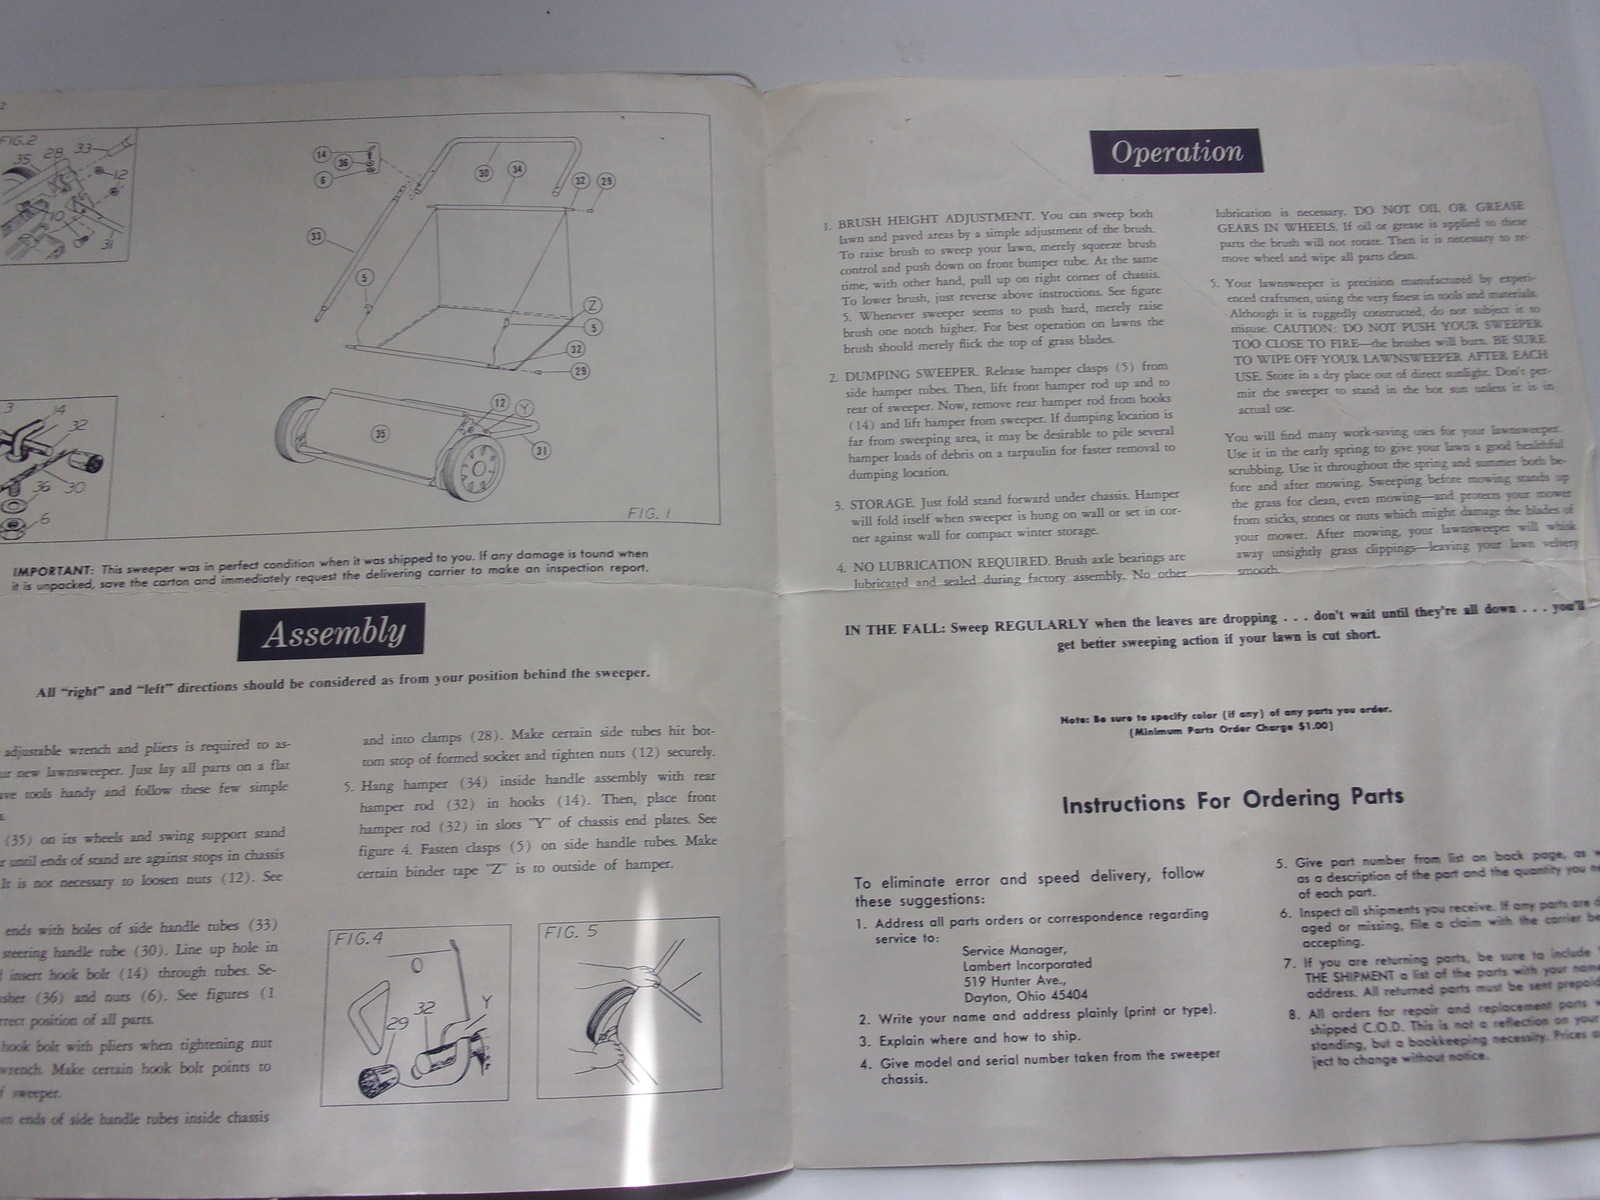 2
FIG.2
35
28
33
12
10
31
3
14
32
36
30
6
14
36
6
30
34
32
29
33
5
Z
5
32
29
12
Y
35
31
FIG. 1
IMPORTANT: This sweeper was in perfect condition when it was shipped to you. If any damage is found when
it is unpacked, save the carton and immediately request the delivering carrier to make an inspection report.
Assembly
All "right" and "left" directions should be considered as from your position behind the sweeper.
adjustable wrench and pliers is required to as-
new lawnsweeper. Just lay all parts on a flat
tools handy and follow these few simple
(35) on its wheels and swing support stand
until ends of stand are against stops in chassis
It is not necessary to loosen nuts (12). See
ends with holes of side handle tubes (33)
steering handle tube (30). Line up hole in
insert hook bolt (14) through tubes. Se-
(36) and nuts (6). See figures (1
position of all parts.
hook bolt with pliers when tightening nut
wrench. Make certain hook bolt points to
sweeper.
ends of side handle tubes inside chassis
and into clamps (28). Make certain side tubes hit bot-
tom stop of formed socket and tighten nuts (12) securely.
5. Hang hamper (34) inside handle assembly with rear
hamper rod (32) in hooks (14). Then, place front
hamper rod (32) in slots "Y" of chassis end plates. See
figure 4. Fasten clasps (5) on side handle tubes. Make
certain binder tape "Z" is to outside of hamper.
FIG.4
32
29
Y
FIG. 5
Operation
1. BRUSH HEIGHT ADJUSTMENT. You can sweep both
lawn and paved areas by a simple adjustment of the brush.
To raise brush to sweep your lawn, merely squeeze brush
control and push down on front bumper tube. At the same
time, with other hand, pull up on right corner of chassis.
To lower brush, just reverse above instructions. See figure
5. Whenever sweeper seems to push hard, merely raise
brush one notch higher. For best operation on lawns the
brush should merely flick the top of grass blades.
2. DUMPING SWEEPER. Release hamper clasps (5) from
side hamper tubes. Then, lift front hamper rod up and to
rear of sweeper. Now, remove rear hamper rod from hooks
(14) and lift hamper from sweeper. If dumping location is
far from sweeping area, it may be desirable to pile several
hamper loads of debris on a tarpaulin for faster removal to
dumping location.
3. STORAGE. Just fold stand forward under chassis. Hamper
will fold itself when sweeper is hung on wall or set in cor-
ner against wall for compact winter storage.
4. NO LUBRICATION REQUIRED. Brush axle bearings are
lubricated and sealed during factory assembly. No other
lubrication is necessary. DO NOT OIL OR GREASE
GEARS IN WHEELS. If oil or grease is applied to these
parts the brush will not rotate. Then it is necessary to re-
move wheel and wipe all parts clean.
5. Your lawnsweeper is precision manufactured by experi-
enced craftsmen, using the very finest in tools and materials.
Although it is ruggedly constructed, do not subject it to
misuse. CAUTION: DO NOT PUSH YOUR SWEEPER
TOO CLOSE TO FIRE—the brushes will burn. BE SURE
TO WIPE OFF YOUR LAWNSWEEPER AFTER EACH
USE. Store in a dry place out of direct sunlight. Don't per-
mit the sweeper to stand in the hot sun unless it is in
actual use.
You will find many work-saving uses for your lawnsweeper.
Use it in the early spring to give your lawn a good healthful
scrubbing. Use it throughout the spring and summer both be-
fore and after mowing. Sweeping before mowing stands up
the grass for clean, even mowing—and protects your mower
from sticks, stones or nuts which might damage the blades of
your mower. After mowing, your lawnsweeper will whisk
away unsightly grass clippings—leaving your lawn velvety
smooth.
IN THE FALL: Sweep REGULARLY when the leaves are dropping . . . don't wait until they're all down . . . you'll
get better sweeping action if your lawn is cut short.
Note: Be sure to specify color (if any) of any parts you order.
(Minimum Parts Order Charge $1.00)
Instructions For Ordering Parts
To eliminate error and speed delivery, follow
these suggestions:
1. Address all parts orders or correspondence regarding
service to:
Service Manager,
Lambert Incorporated
519 Hunter Ave.,
Dayton, Ohio 45404
2. Write your name and address plainly (print or type).
3. Explain where and how to ship.
4. Give model and serial number taken from the sweeper
chassis.
5. Give part number from list on back page, as
as a description of the part and the quantity you
of each part.
6. Inspect all shipments you receive. If any parts are
aged or missing, file a claim with the carrier
accepting.
7. If you are returning parts, be sure to include
THE SHIPMENT a list of the parts with your name
address. All returned parts must be sent prepaid
8. All orders for repair and replacement parts
shipped C.O.D. This is not a reflection on your
standing, but a bookkeeping necessity. Prices
ject to change without notice.